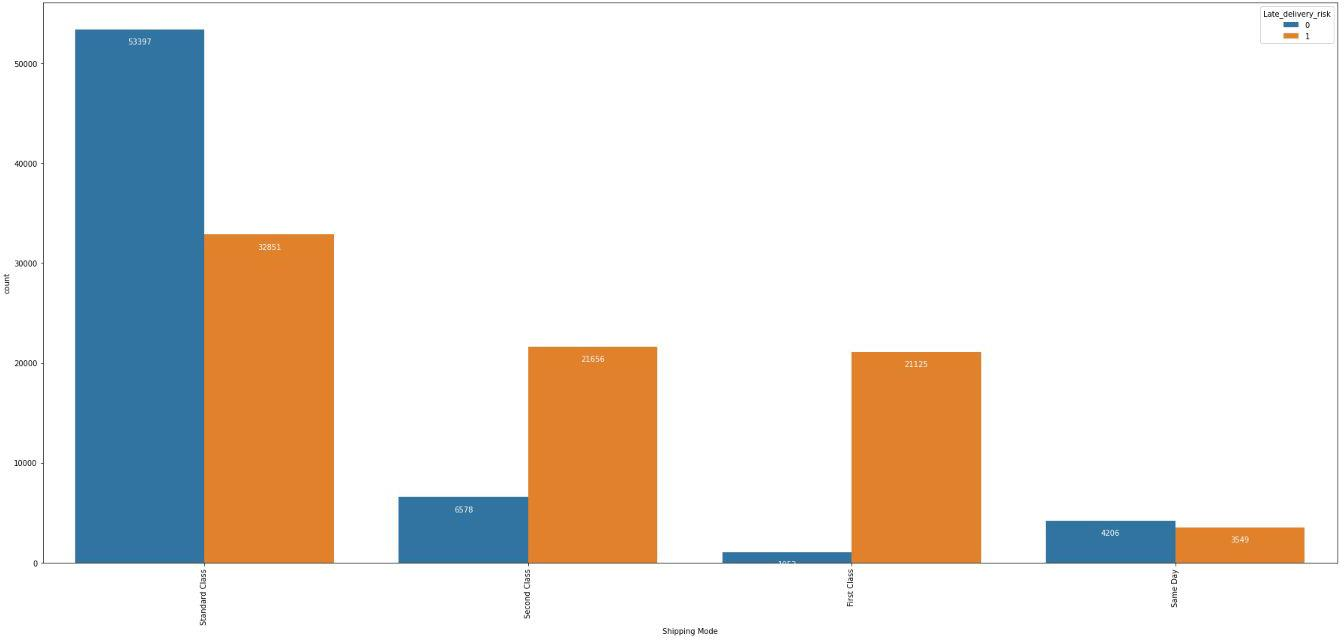 Late_delivery_risk
0
1
50000
40000
30000
20000
10000
0
count
53397
32851
21656
21125
6578
4206
3549
Standard Class
Second Class
First Class
Same Day
Shipping Mode